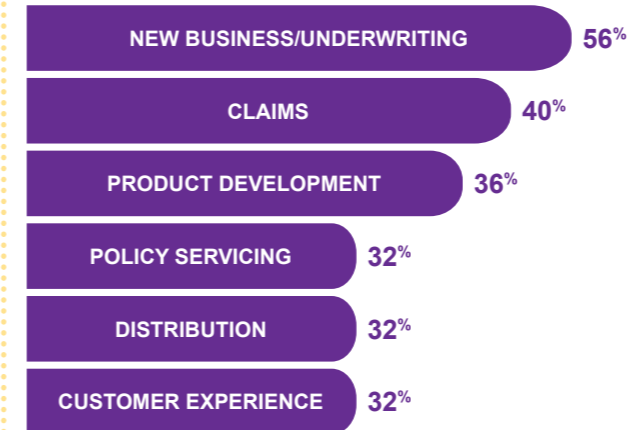 NEW BUSINESS/UNDERWRITING 56%
CLAIMS 40%
PRODUCT DEVELOPMENT 36%
POLICY SERVICING 32%
DISTRIBUTION 32%
CUSTOMER EXPERIENCE 32%